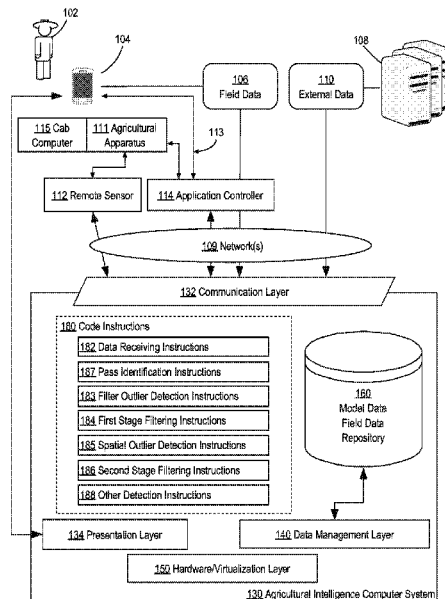 102
104
108
106
Field Data
110
External Data
115 Cab
Computer
111 Agricultural
Apparatus
113
112 Remote Sensor
114 Application Controller
109 Network(s)
132 Communication Layer
180 Code Instructions
182 Data Receiving Instructions
187 Pass Identification Instructions
183 Filter Outlier Detection Instructions
184 First Stage Filtering Instructions
185 Spatial Outlier Detection Instructions
186 Second Stage Filtering Instructions
188 Other Detection Instructions
160
Model Data
Field Data
Repository
134 Presentation Layer
140 Data Management Layer
150 Hardware/Virtualization Layer
130 Agricultural Intelligence Computer System